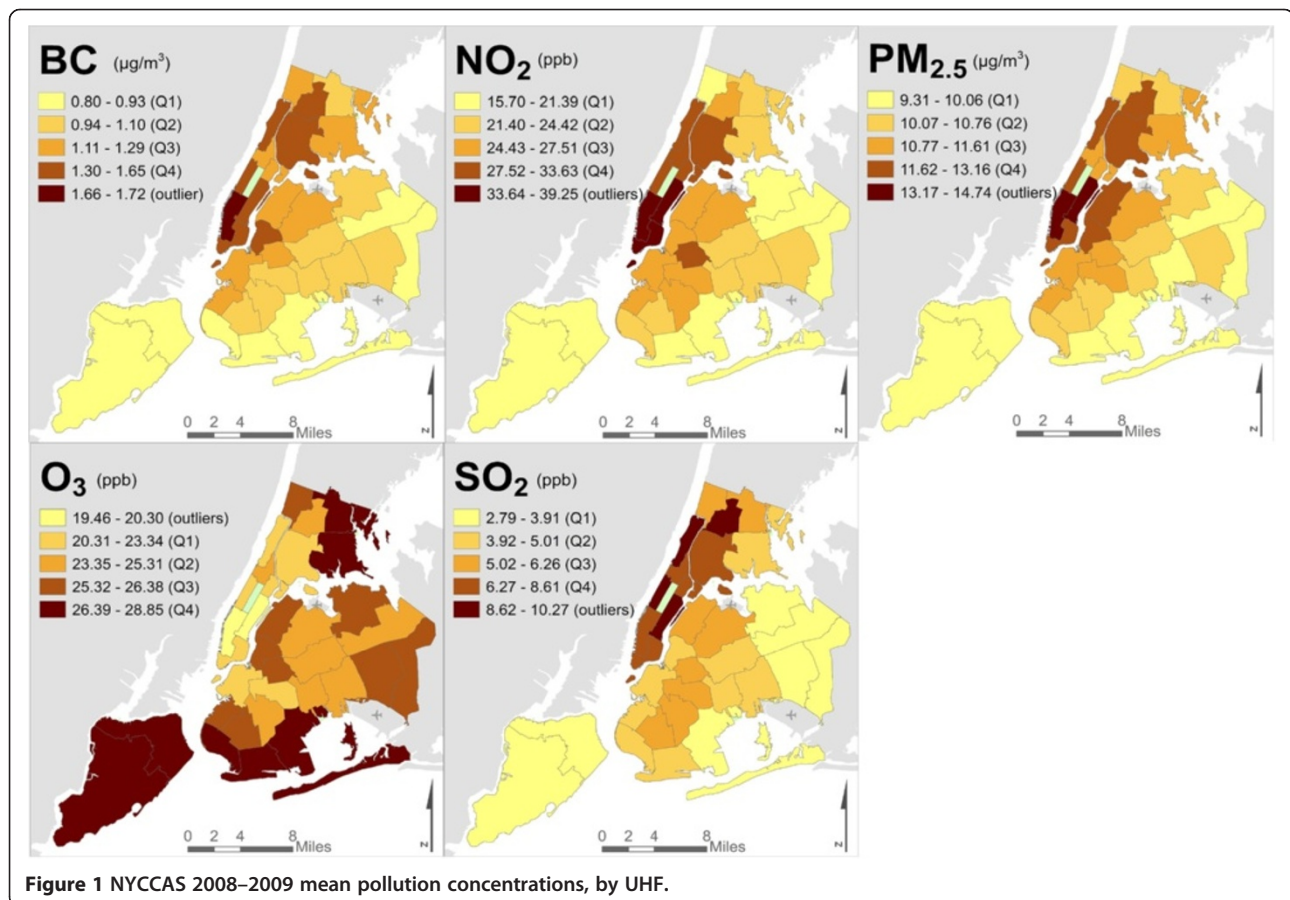 BC (µg/m³)
0.80 - 0.93 (Q1)
0.94 - 1.10 (Q2)
1.11 - 1.29 (Q3)
1.30 - 1.65 (Q4)
1.66 - 1.72 (outlier)
0 2 4 8
Miles
N
NO₂ (ppb)
15.70 - 21.39 (Q1)
21.40 - 24.42 (Q2)
24.43 - 27.51 (Q3)
27.52 - 33.63 (Q4)
33.64 - 39.25 (outliers)
0 2 4 8
Miles
N
PM₂.₅ (µg/m³)
9.31 - 10.06 (Q1)
10.07 - 10.76 (Q2)
10.77 - 11.61 (Q3)
11.62 - 13.16 (Q4)
13.17 - 14.74 (outliers)
0 2 4 8
Miles
N
O₃ (ppb)
19.46 - 20.30 (outliers)
20.31 - 23.34 (Q1)
23.35 - 25.31 (Q2)
25.32 - 26.38 (Q3)
26.39 - 28.85 (Q4)
0 2 4 8
Miles
N
SO₂ (ppb)
2.79 - 3.91 (Q1)
3.92 - 5.01 (Q2)
5.02 - 6.26 (Q3)
6.27 - 8.61 (Q4)
8.62 - 10.27 (outliers)
0 2 4 8
Miles
N
Figure 1 NYCCAS 2008–2009 mean pollution concentrations, by UHF.